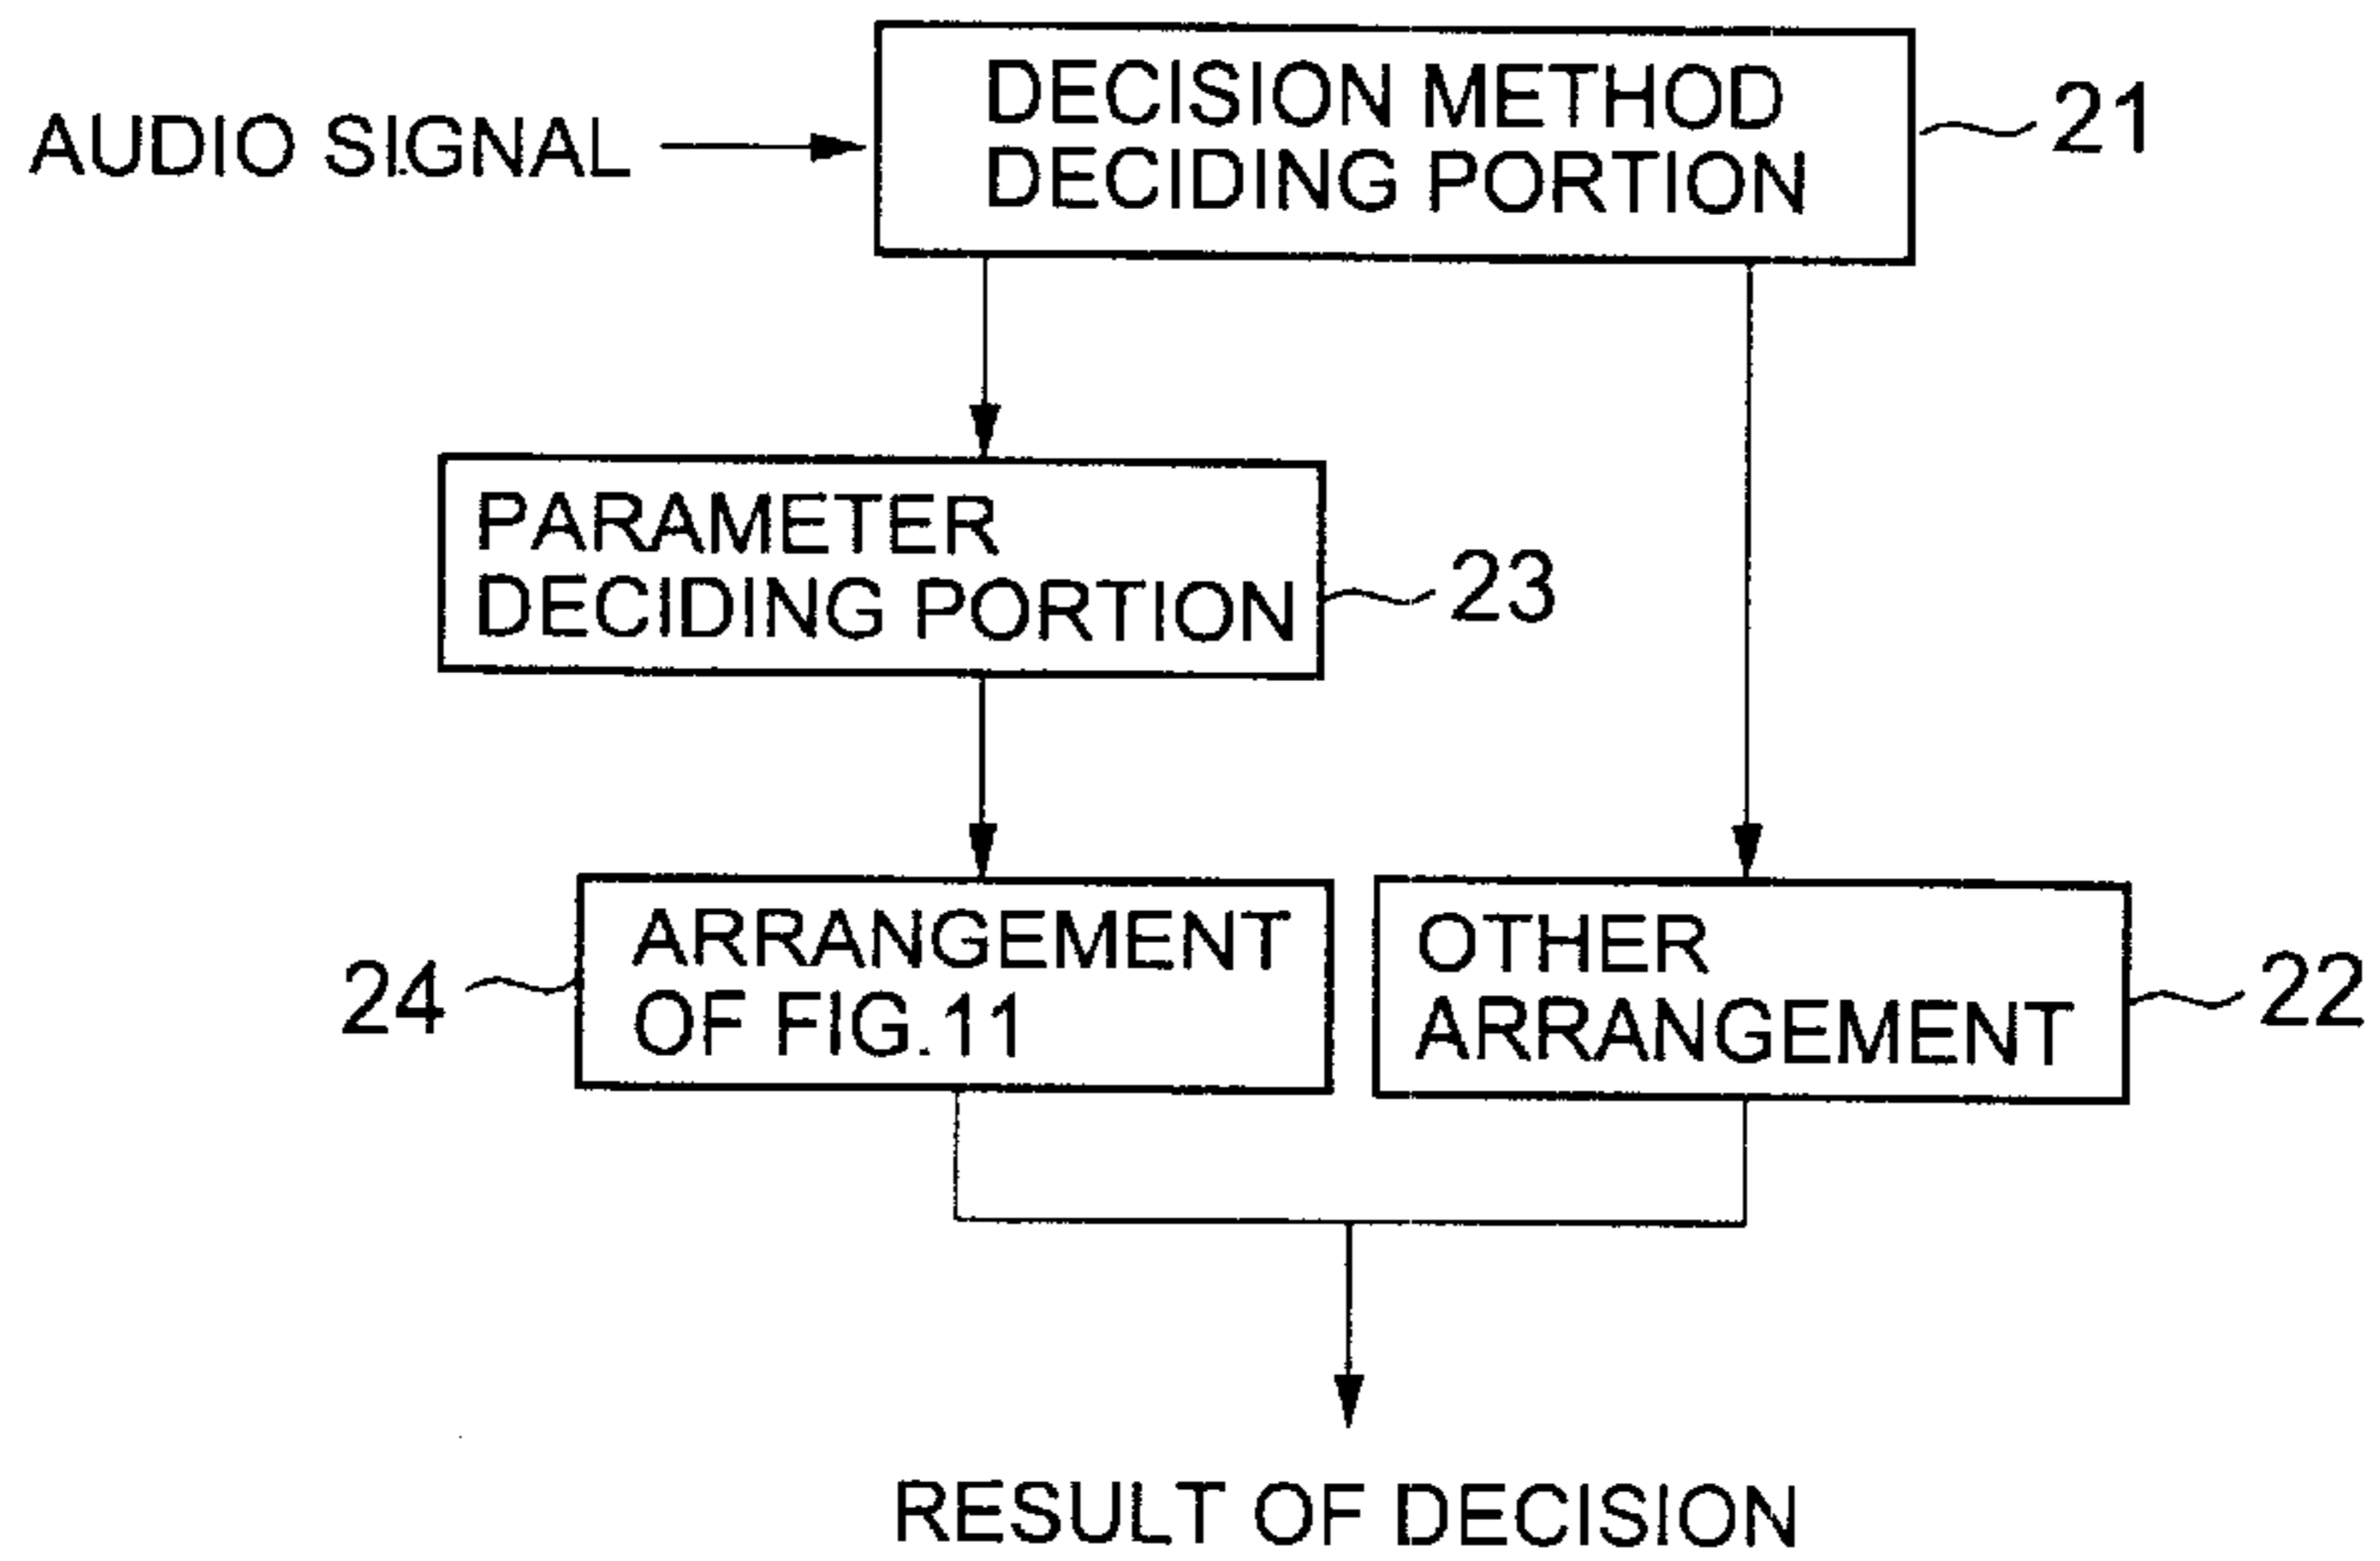 AUDIO SIGNAL
DECISION METHOD
DECIDING PORTION
21
PARAMETER
DECIDING PORTION
23
24
ARRANGEMENT
OF FIG.11
OTHER
ARRANGEMENT
22
RESULT OF DECISION